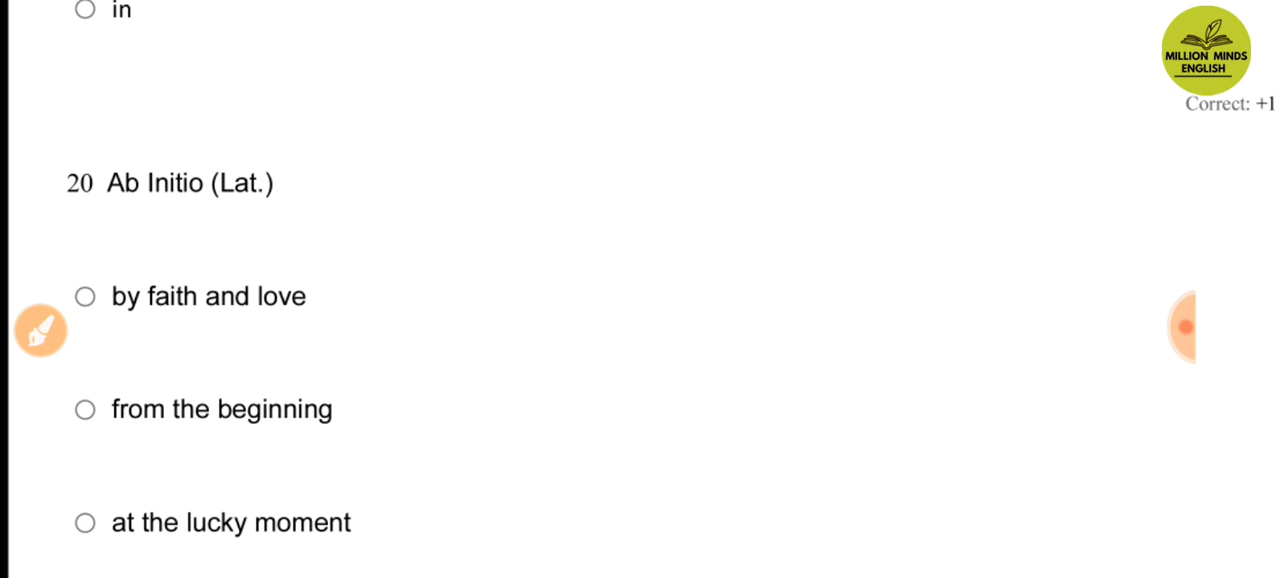 in
MILLION MINDS
ENGLISH
Correct: +1
20 Ab Initio (Lat.)
by faith and love
from the beginning
at the lucky moment